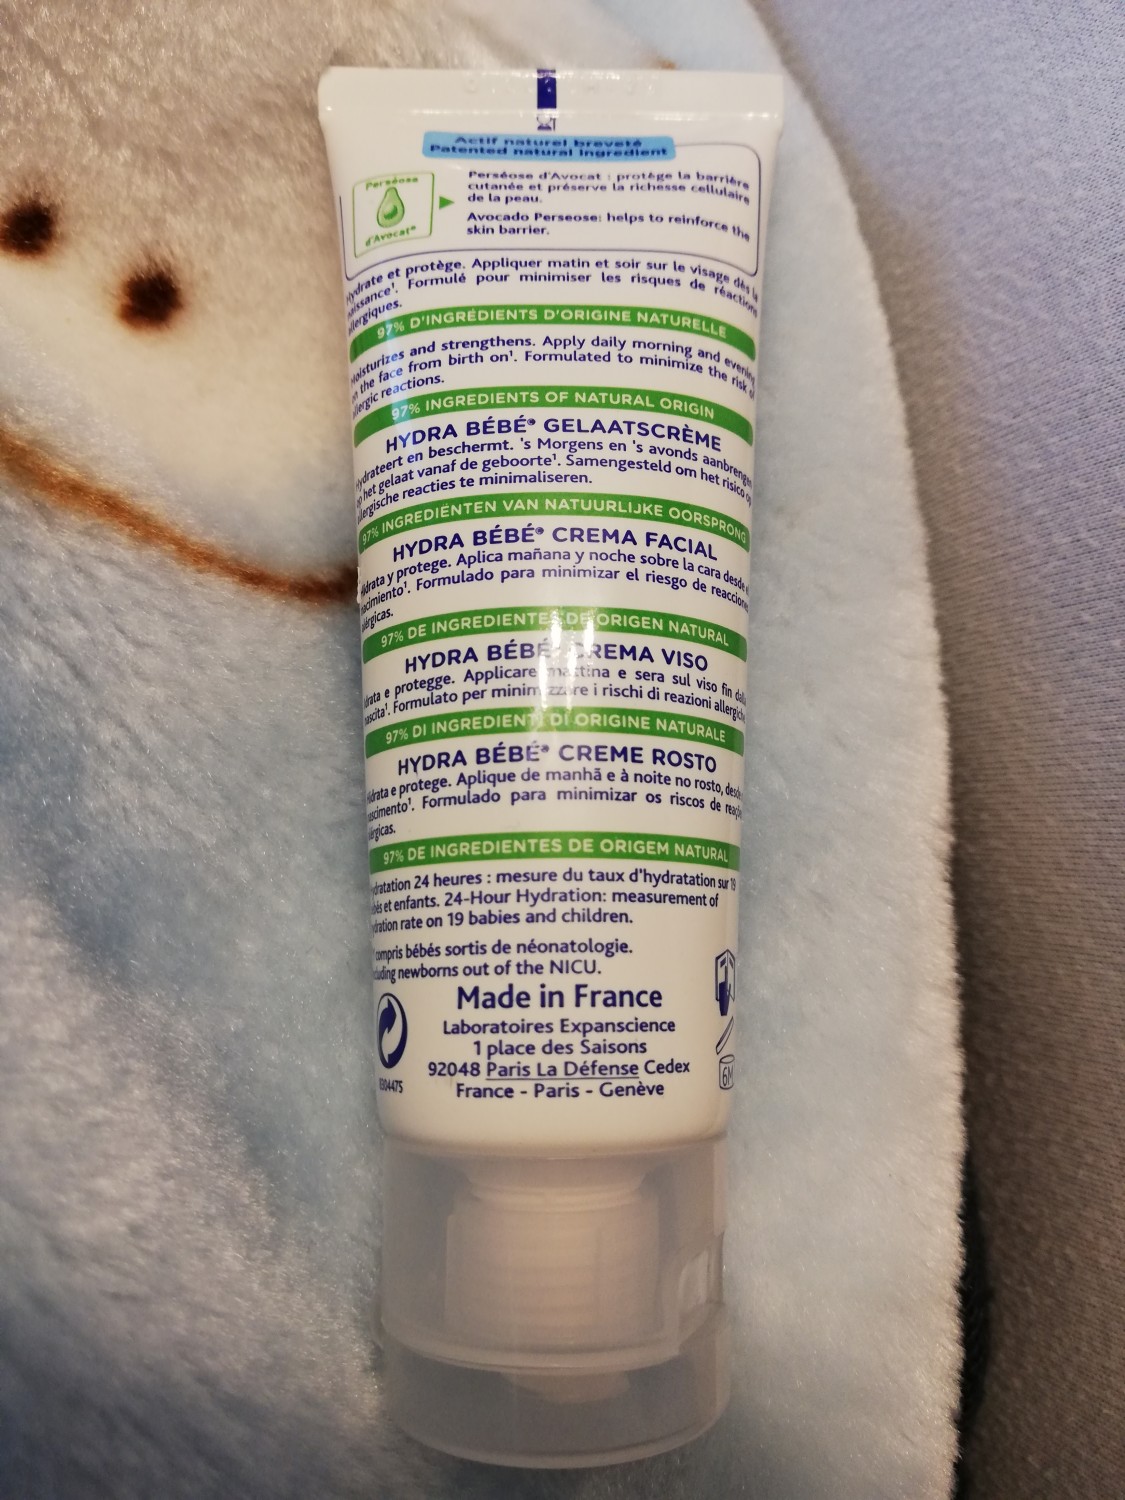 Actif naturel breveté
Patented natural ingredient
Perséose
d'Avocat®
Perséose d'Avocat : protège la barrière
cutanée et préserve la richesse cellulaire
de la peau.
Avocado Perseose: helps to reinforce the
skin barrier.
Hydrate et protège. Appliquer matin et soir sur le visage dès la
naissance¹. Formulé pour minimiser les risques de réactions
allergiques.
97% D'INGRÉDIENTS D'ORIGINE NATURELLE
Moisturizes and strengthens. Apply daily morning and evening
on the face from birth on¹. Formulated to minimize the risk of
allergic reactions.
97% INGREDIENTS OF NATURAL ORIGIN
HYDRA BÉBÉ® GELAATSCRÈME
Hydrateert en beschermt. 's Morgens en 's avonds aanbrengen
op het gelaat vanaf de geboorte¹. Samengesteld om het risico op
allergische reacties te minimaliseren.
97% INGREDIËNTEN VAN NATUURLIJKE OORSPRONG
HYDRA BÉBÉ® CREMA FACIAL
Hidrata y protege. Aplica mañana y noche sobre la cara desde
nacimiento¹. Formulado para minimizar el riesgo de reacciones
alérgicas.
97% DE INGREDIENTES DE ORIGEN NATURAL
HYDRA BÉBÉ® CREMA VISO
Idrata e protegge. Applicare mattina e sera sul viso fin dalla
nascita¹. Formulato per minimizzare i rischi di reazioni allergiche
97% DI INGREDIENTI DI ORIGINE NATURALE
HYDRA BÉBÉ® CREME ROSTO
Hidrata e protege. Aplique de manhã e à noite no rosto, desde
nascimento¹. Formulado para minimizar os riscos de reaç
alérgicas.
97% DE INGREDIENTES DE ORIGEM NATURAL
hydratation 24 heures : mesure du taux d'hydratation sur 19
bébés et enfants. 24-Hour Hydration: measurement of
hydration rate on 19 babies and children.
compris bébés sortis de néonatologie.
cluding newborns out of the NICU.
Made in France
Laboratoires Expanscience
1 place des Saisons
92048 Paris La Défense Cedex
France - Paris - Genève
6M